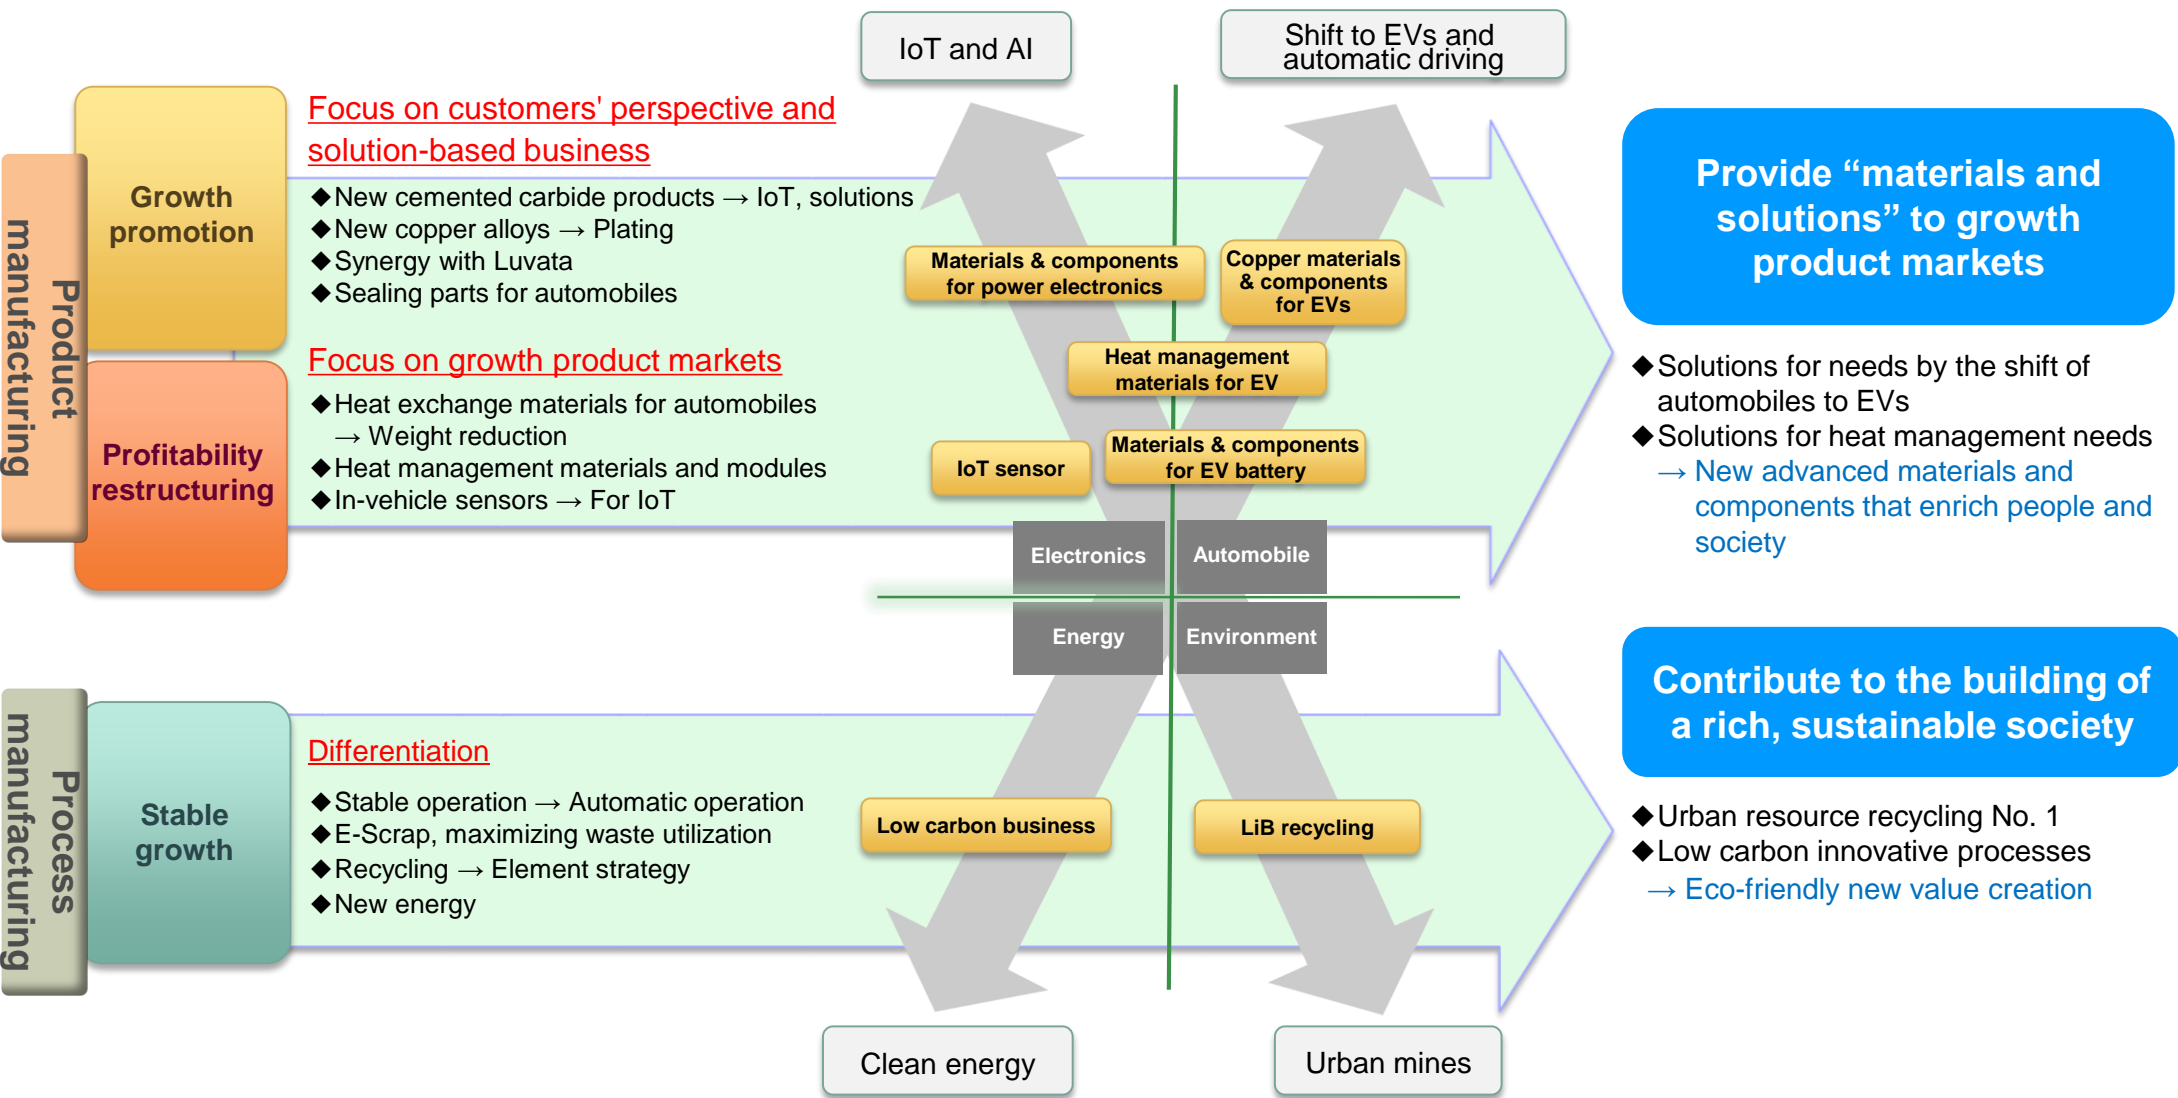 IoT and AI
Shift to EVs and
automatic driving
Product
manufacturing
Growth
promotion
Focus on customers' perspective and
solution-based business
◆New cemented carbide products → IoT, solutions
◆New copper alloys → Plating
◆Synergy with Luvata
◆Sealing parts for automobiles
Profitability
restructuring
Focus on growth product markets
◆Heat exchange materials for automobiles
→ Weight reduction
◆Heat management materials and modules
◆In-vehicle sensors → For IoT
Materials & components
for power electronics
Copper materials
& components
for EVs
Heat management
materials for EV
IoT sensor
Materials & components
for EV battery
Electronics
Automobile
Energy
Environment
Provide “materials and
solutions” to growth
product markets
◆Solutions for needs by the shift of
automobiles to EVs
◆Solutions for heat management needs
→ New advanced materials and
components that enrich people and
society
Process
manufacturing
Stable
growth
Differentiation
◆Stable operation → Automatic operation
◆E-Scrap, maximizing waste utilization
◆Recycling → Element strategy
◆New energy
Low carbon business
LiB recycling
Contribute to the building of
a rich, sustainable society
◆Urban resource recycling No. 1
◆Low carbon innovative processes
→ Eco-friendly new value creation
Clean energy
Urban mines